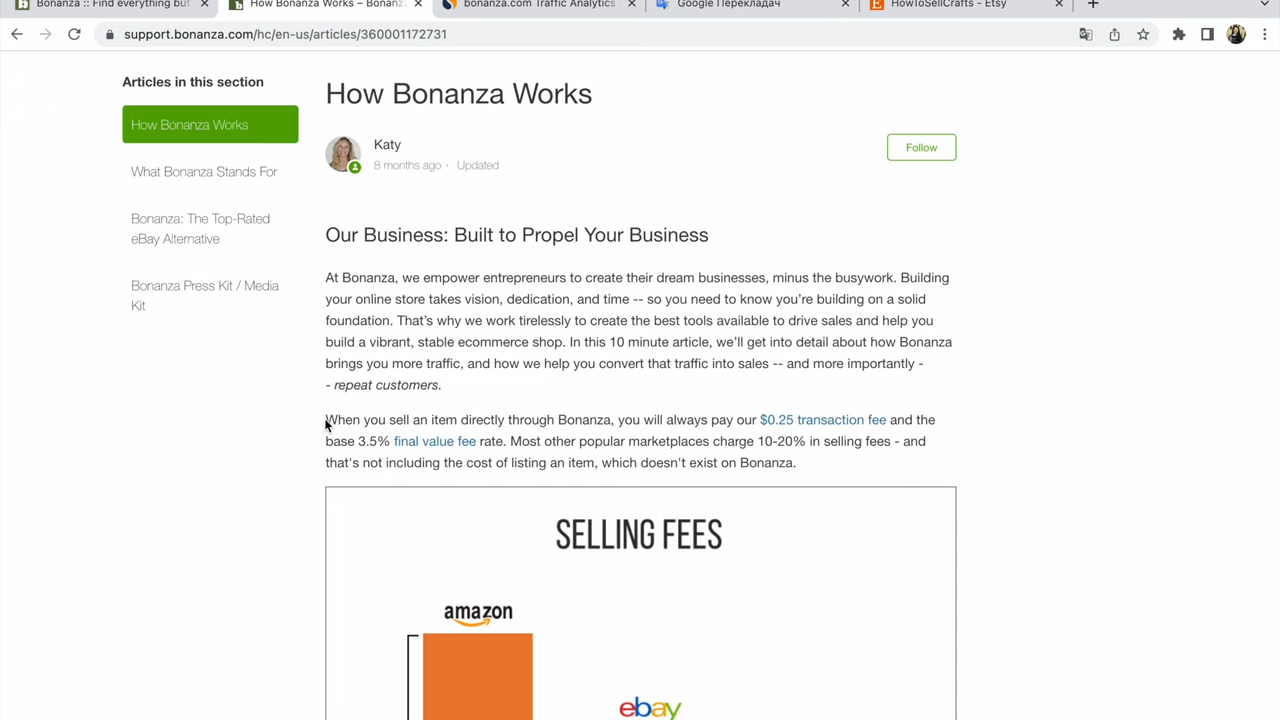 Bonanza :: Find everything but
How Bonanza Works – Bonanz
bonanza.com Traffic Analytics
Google Перекладач
HowToSellCrafts - Etsy
support.bonanza.com/hc/en-us/articles/360001172731
Articles in this section
How Bonanza Works
What Bonanza Stands For
Bonanza: The Top-Rated
eBay Alternative
Bonanza Press Kit / Media
Kit
How Bonanza Works
Katy
8 months ago · Updated
Follow
Our Business: Built to Propel Your Business
At Bonanza, we empower entrepreneurs to create their dream businesses, minus the busywork. Building
your online store takes vision, dedication, and time -- so you need to know you’re building on a solid
foundation. That’s why we work tirelessly to create the best tools available to drive sales and help you
build a vibrant, stable ecommerce shop. In this 10 minute article, we’ll get into detail about how Bonanza
brings you more traffic, and how we help you convert that traffic into sales -- and more importantly -
- repeat customers.
When you sell an item directly through Bonanza, you will always pay our $0.25 transaction fee and the
base 3.5% final value fee rate. Most other popular marketplaces charge 10-20% in selling fees - and
that's not including the cost of listing an item, which doesn't exist on Bonanza.
SELLING FEES
amazon
ebay